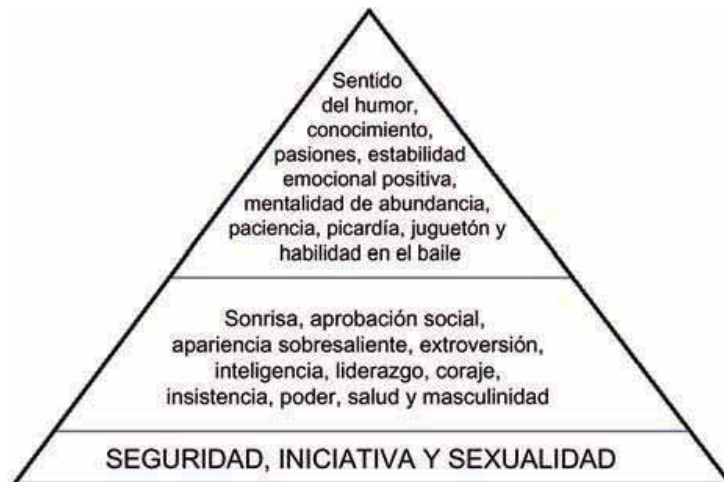 Sentido
del humor,
conocimiento,
pasiones, estabilidad
emocional positiva,
mentalidad de abundancia,
paciencia, picardía, juguetón y
habilidad en el baile
Sonrisa, aprobación social,
apariencia sobresaliente, extroversión,
inteligencia, liderazgo, coraje,
insistencia, poder, salud y masculinidad
SEGURIDAD, INICIATIVA Y SEXUALIDAD